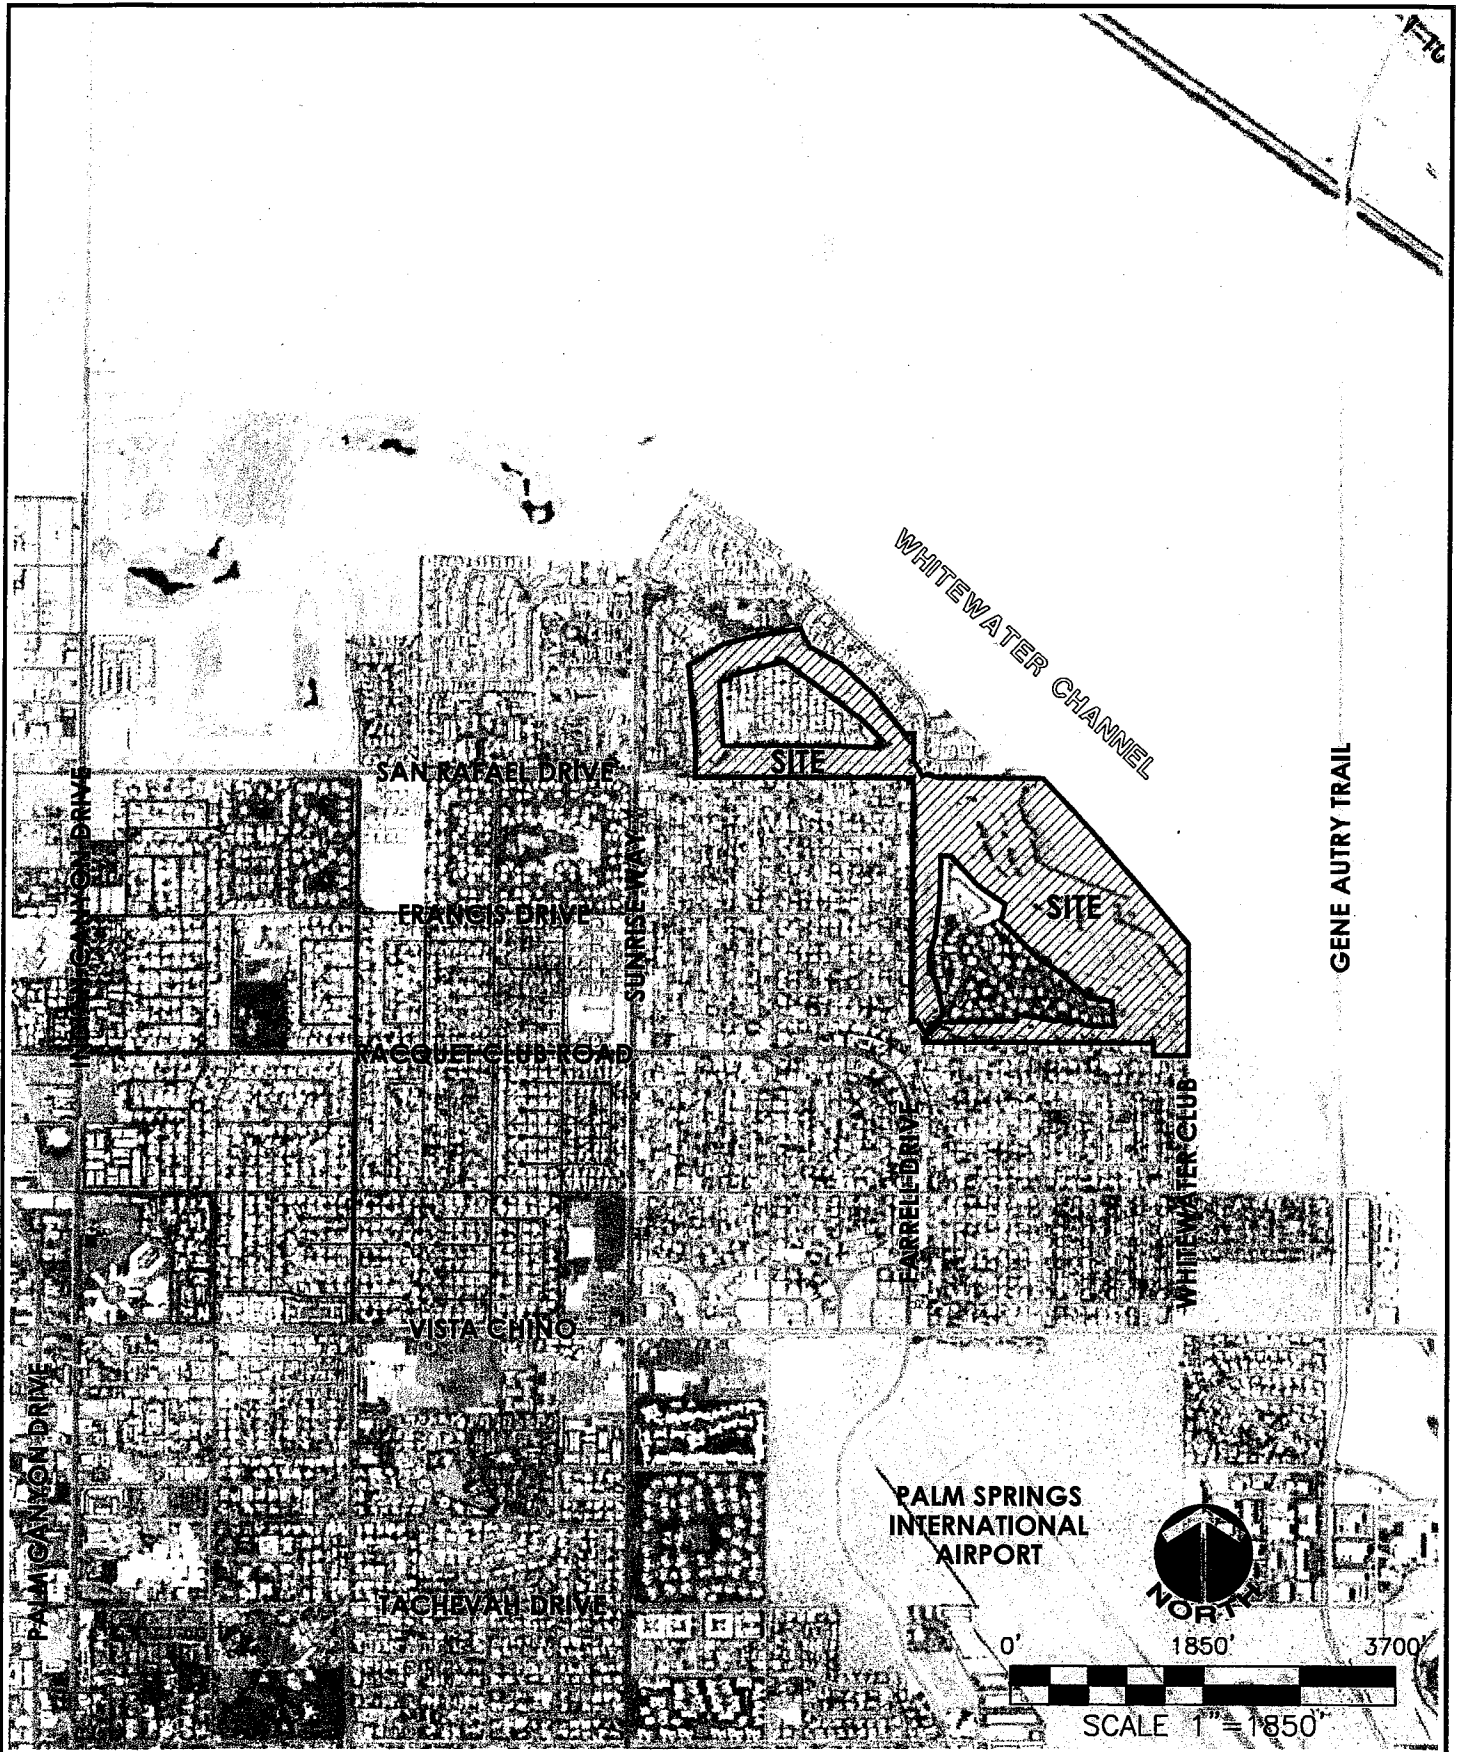 I-10
WHITEWATER CHANNEL
SITE
SAN RAFAEL DRIVE
INDIAN CANYON DRIVE
SUNRISE WAY
GENE AUTRY TRAIL
FRANCIS DRIVE
SITE
RACQUET CLUB ROAD
FARRELL DRIVE
WHITEWATER CLUB
VISTA CHINO
PALM CANYON DRIVE
PALM SPRINGS
INTERNATIONAL
AIRPORT
TACHEVAH DRIVE
NORTH
0' 1850' 3700'
SCALE 1"=1850'